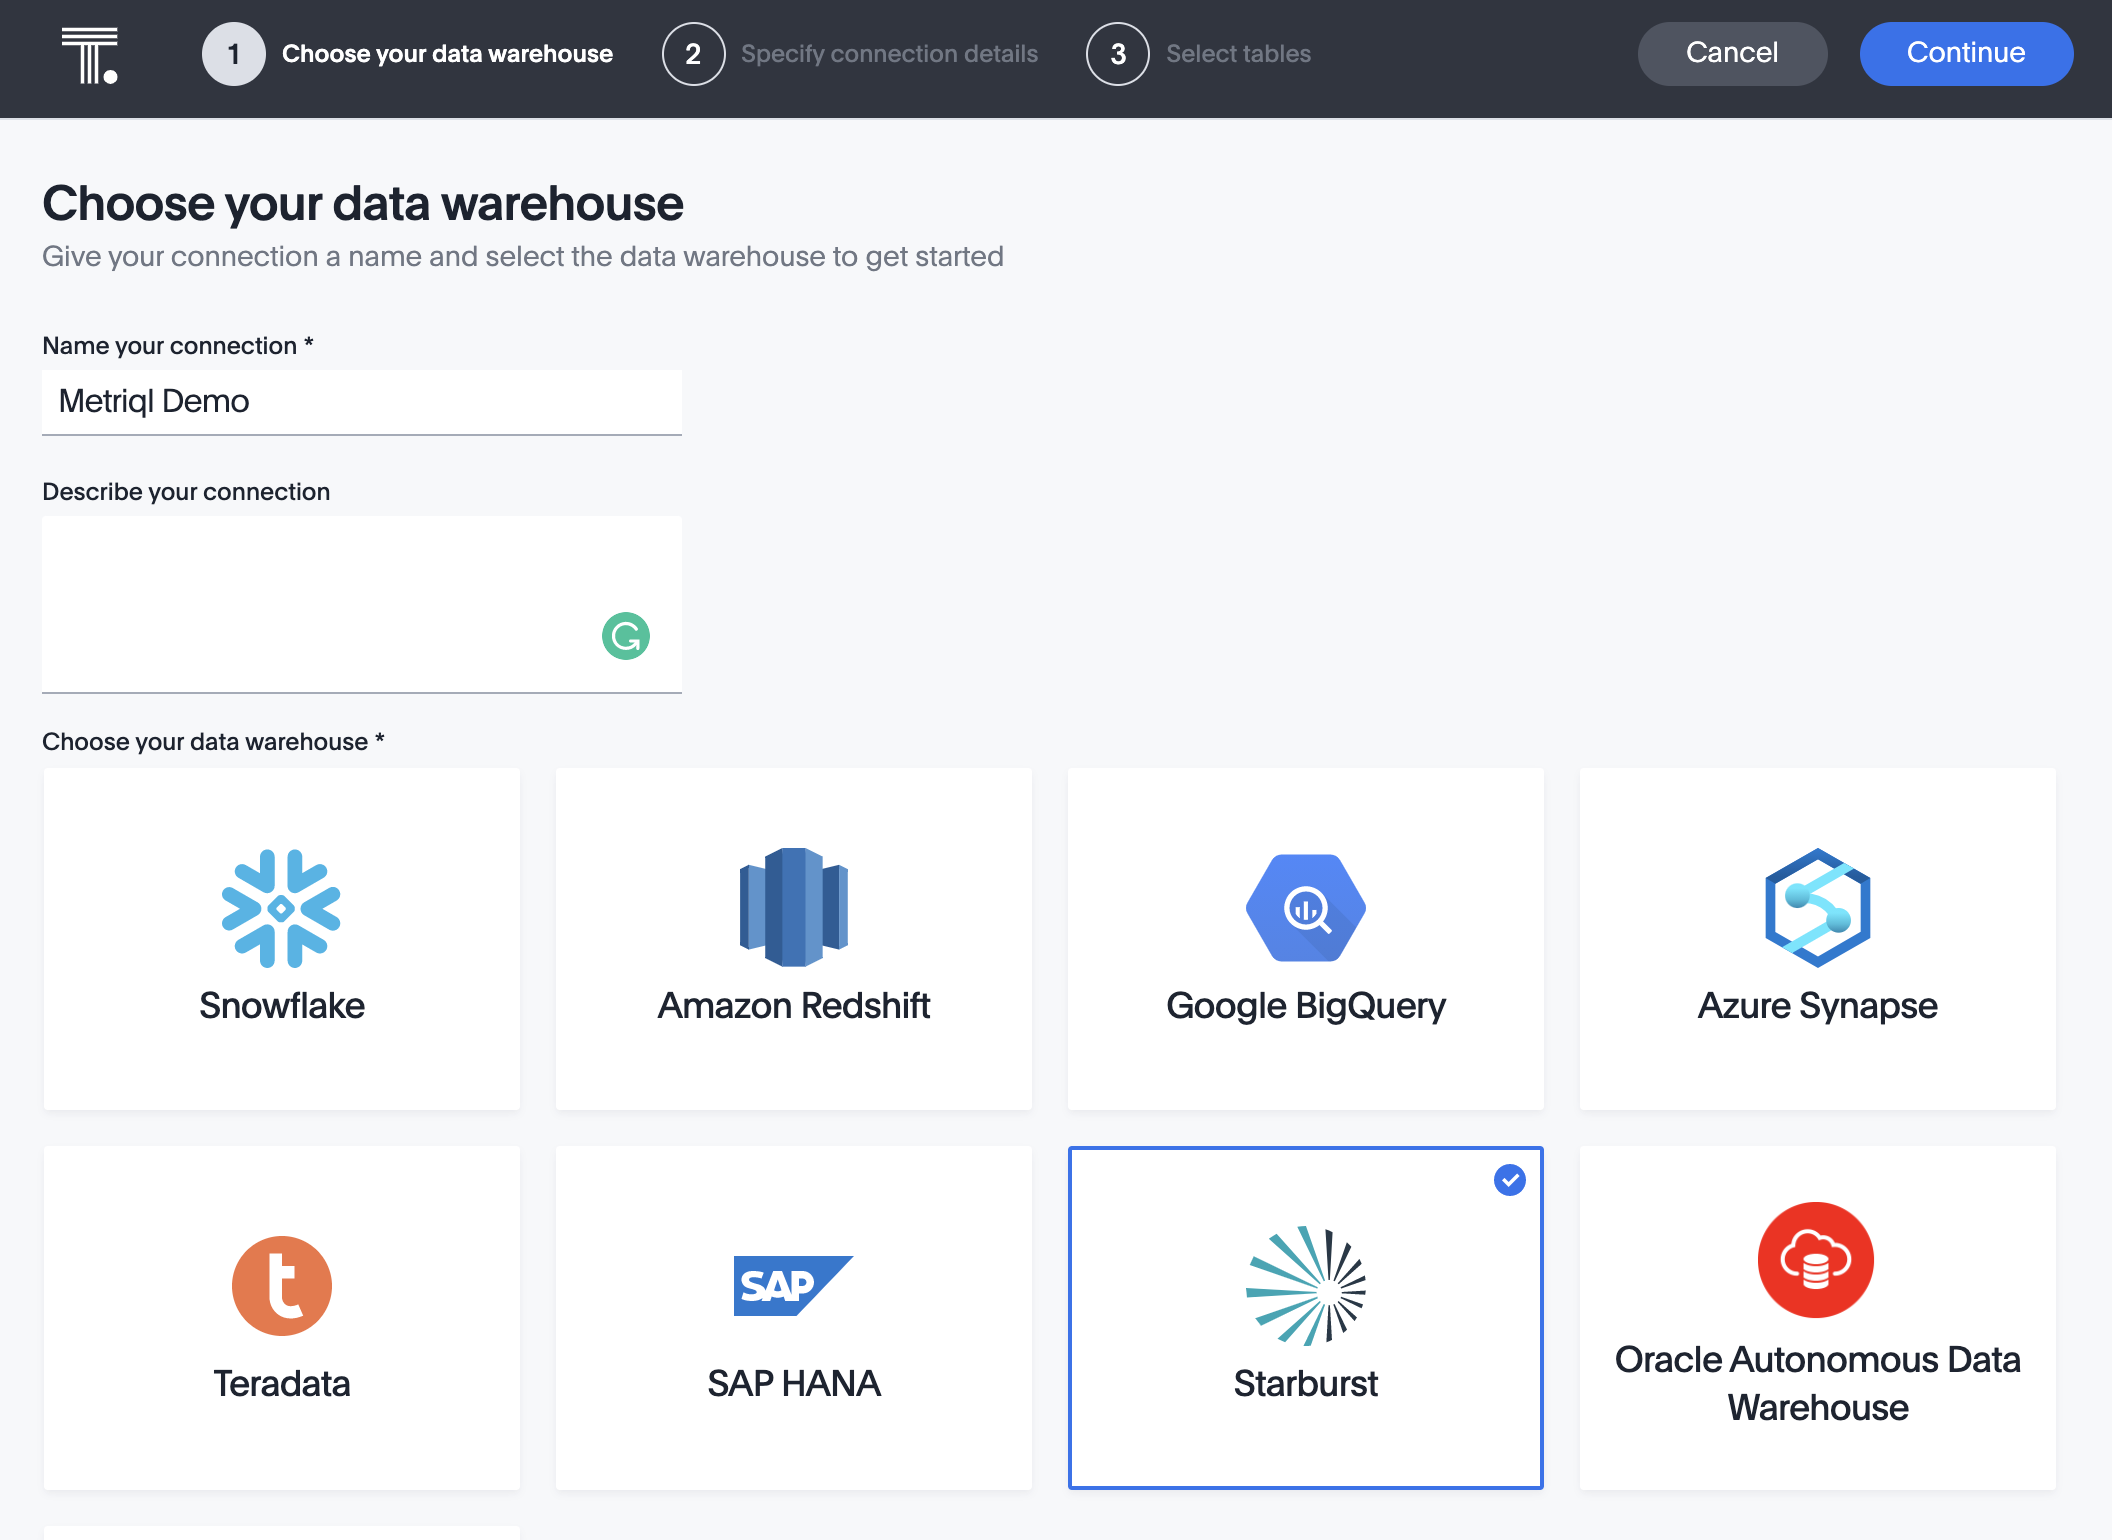 1 Choose your data warehouse 2 Specify connection details 3 Select tables Cancel Continue
Choose your data warehouse
Give your connection a name and select the data warehouse to get started
Name your connection *
Metriql Demo
Describe your connection
Choose your data warehouse *
Snowflake
Amazon Redshift
Google BigQuery
Azure Synapse
t
Teradata
SAP
SAP HANA
Starburst
Oracle Autonomous Data
Warehouse